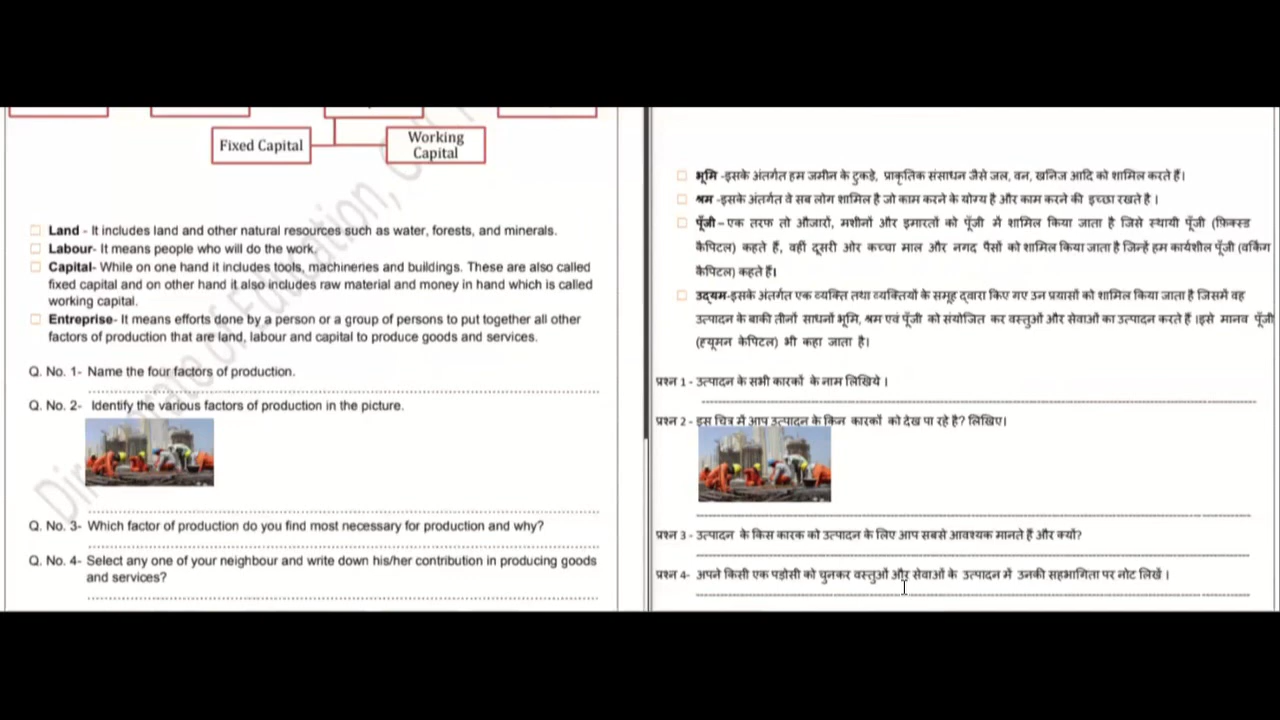 Fixed Capital
Working
Capital
Land - It includes land and other natural resources such as water, forests, and minerals.
Labour- It means people who will do the work.
Capital- While on one hand it includes tools, machineries and buildings. These are also called
fixed capital and on other hand it also includes raw material and money in hand which is called
working capital.
Entreprise- It means efforts done by a person or a group of persons to put together all other
factors of production that are land, labour and capital to produce goods and services.
Q. No. 1- Name the four factors of production.
Q. No. 2- Identify the various factors of production in the picture.
Q. No. 3- Which factor of production do you find most necessary for production and why?
Q. No. 4- Select any one of your neighbour and write down his/her contribution in producing goods
and services?
Directorate of Education,
भूमि -इसके अंतर्गत हम जमीन के टुकड़े, प्राकृतिक संसाधन जैसे जल, वन, खनिज आदि को शामिल करते हैं।
श्रम -इसके अंतर्गत वे सब लोग शामिल है जो काम करने के योग्य है और काम करने की इच्छा रखते है ।
पूँजी – एक तरफ तो औजारों, मशीनों और इमारतों को पूँजी में शामिल किया जाता है जिसे स्थायी पूँजी (फ़िक्स्ड
कैपिटल) कहते हैं, वहीं दूसरी ओर कच्चा माल और नगद पैसों को शामिल किया जाता है जिन्हे हम कार्यशील पूँजी (वर्किंग
कैपिटल) कहते हैं।
उद्यम-इसके अंतर्गत एक व्यक्ति तथा व्यक्तियों के समूह द्वारा किए गए उन प्रयासों को शामिल किया जाता है जिसमें वह
उत्पादन के बाकी तीनों साधनों भूमि, श्रम एवं पूँजी को संयोजित कर वस्तुओं और सेवाओं का उत्पादन करते हैं ।इसे मानव पूँजी
(ह्यूमन केपिटल) भी कहा जाता है।
प्रश्न 1 - उत्पादन के सभी कारकों के नाम लिखिये ।
प्रश्न 2 - इस चित्र में आप उत्पादन के किन कारकों को देख पा रहे है? लिखिए।
प्रश्न 3 - उत्पादन के किस कारक को उत्पादन के लिए आप सबसे आवश्यक मानते हैं और क्यों?
प्रश्न 4- अपने किसी एक पड़ोसी को चुनकर वस्तुओं और सेवाओं के उत्पादन में उनकी सहभागिता पर नोट लिखें ।